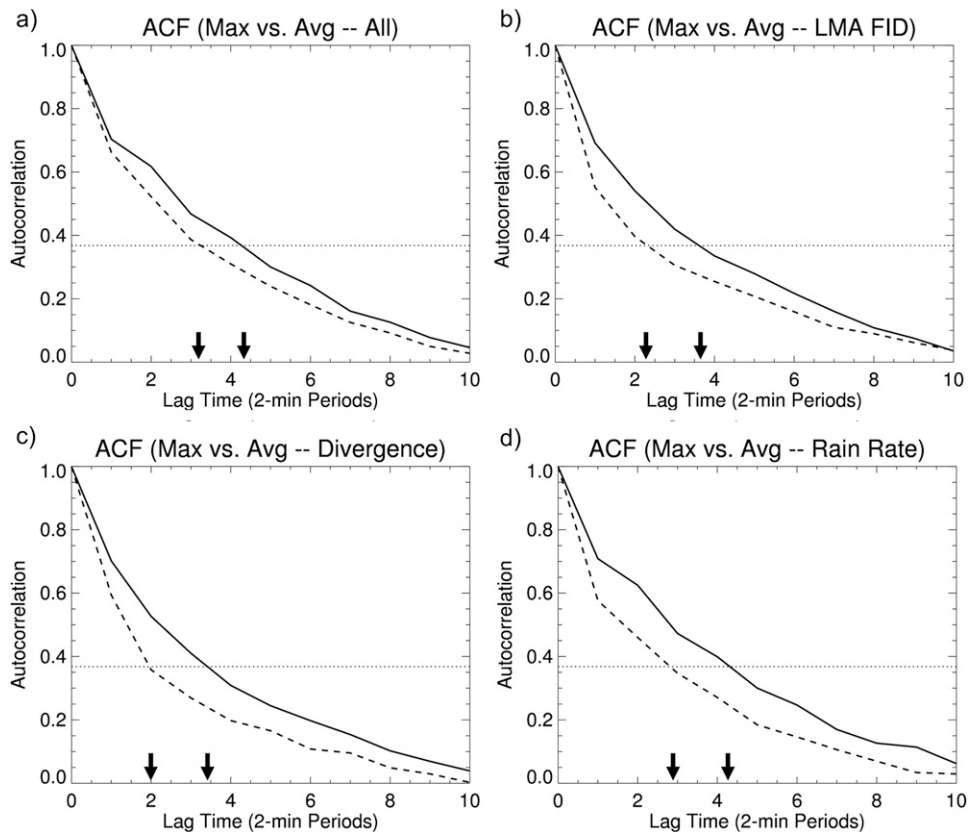 a)
ACF (Max vs. Avg -- All)
1.0
0.8
0.6
0.4
0.2
0.0
Autocorrelation
0 2 4 6 8 10
Lag Time (2-min Periods)
b)
ACF (Max vs. Avg -- LMA FID)
1.0
0.8
0.6
0.4
0.2
0.0
Autocorrelation
0 2 4 6 8 10
Lag Time (2-min Periods)
c)
ACF (Max vs. Avg -- Divergence)
1.0
0.8
0.6
0.4
0.2
0.0
Autocorrelation
0 2 4 6 8 10
Lag Time (2-min Periods)
d)
ACF (Max vs. Avg -- Rain Rate)
1.0
0.8
0.6
0.4
0.2
0.0
Autocorrelation
0 2 4 6 8 10
Lag Time (2-min Periods)